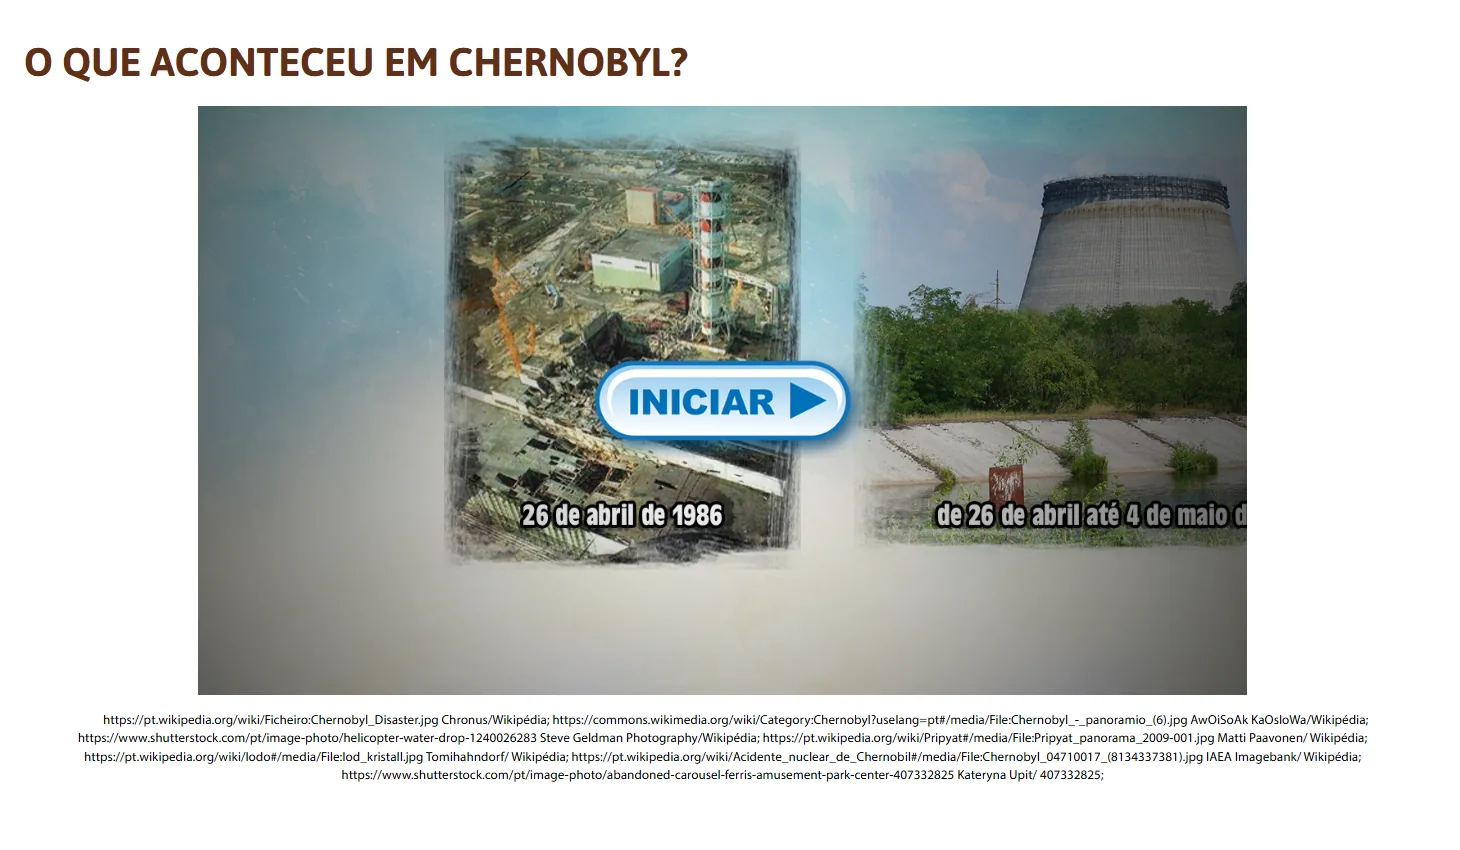 O QUE ACONTECEU EM CHERNOBYL?
INICIAR
26 de abril de 1986
de 26 de abril até 4 de maio d
https://pt.wikipedia.org/wiki/Ficheiro:Chernobyl_Disaster.jpg Chronus/Wikipédia; https://commons.wikimedia.org/wiki/Category:Chernobyl?uselang=pt#/media/File:Chernobyl_-_panoramio_(6).jpg AwOiSoAk KaOsloWa/Wikipédia;
https://www.shutterstock.com/pt/image-photo/helicopter-water-drop-1240026283 Steve Geldman Photography/Wikipédia; https://pt.wikipedia.org/wiki/Pripyat#/media/File:Pripyat_panorama_2009-001.jpg Matti Paavonen/ Wikipédia;
https://pt.wikipedia.org/wiki/Iodo#/media/File:Iod_kristall.jpg Tomihahndorf/ Wikipédia; https://pt.wikipedia.org/wiki/Acidente_nuclear_de_Chernobil#/media/File:Chernobyl_04710017_(8134337381).jpg IAEA Imagebank/ Wikipédia;
https://www.shutterstock.com/pt/image-photo/abandoned-carousel-ferris-amusement-park-center-407332825 Kateryna Upit/ 407332825;